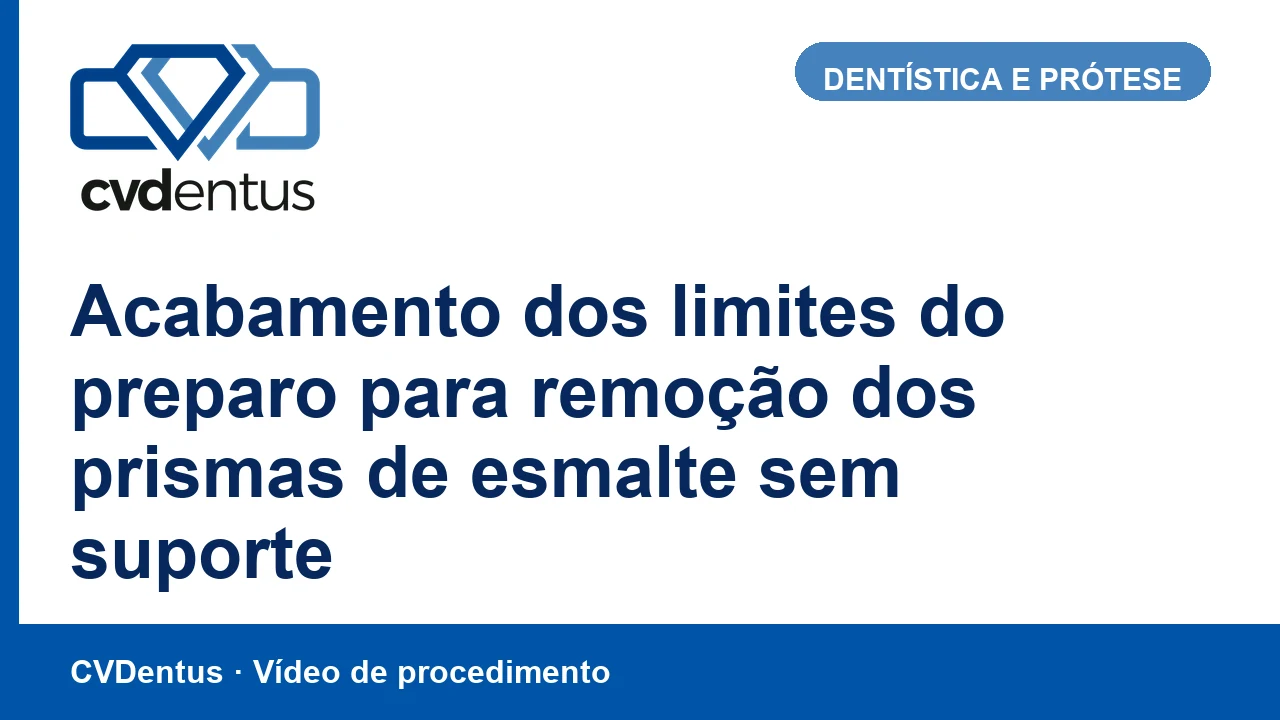 cvdentus
DENTÍSTICA E PRÓTESE
Acabamento dos limites do
preparo para remoção dos
prismas de esmalte sem
suporte
CVDentus · Vídeo de procedimento